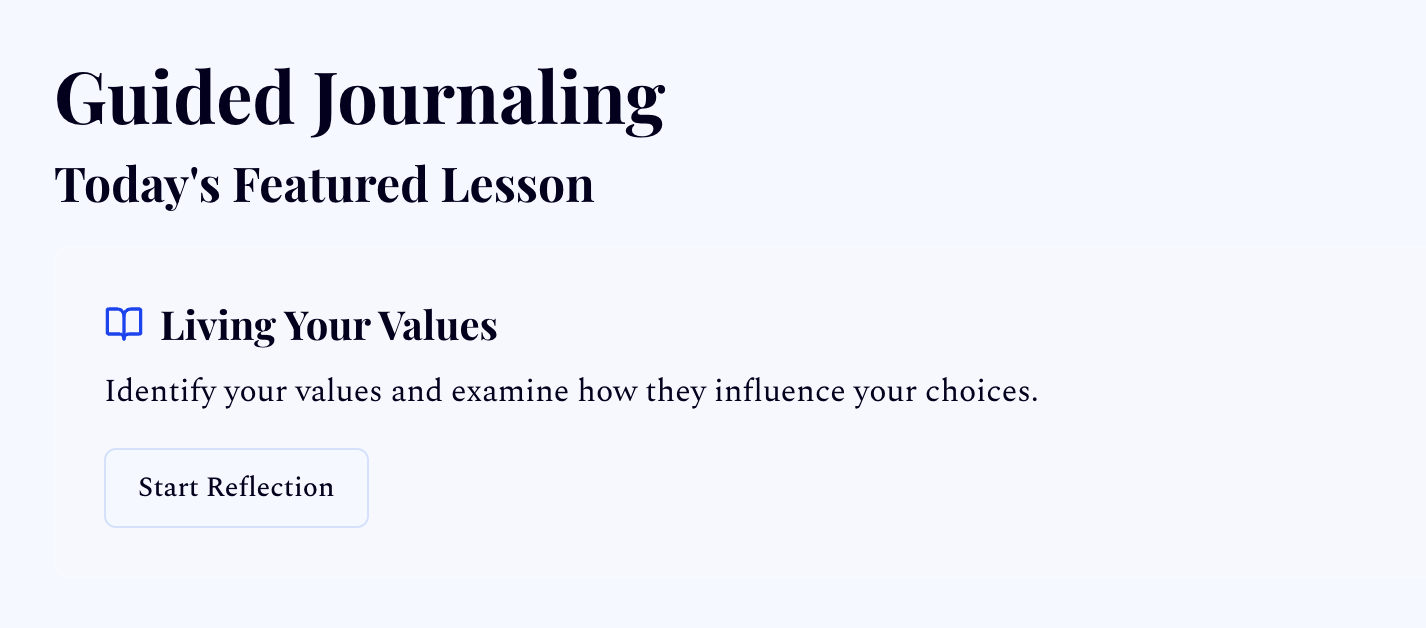 Guided Journaling
Today's Featured Lesson
Living Your Values
Identify your values and examine how they influence your choices.
Start Reflection